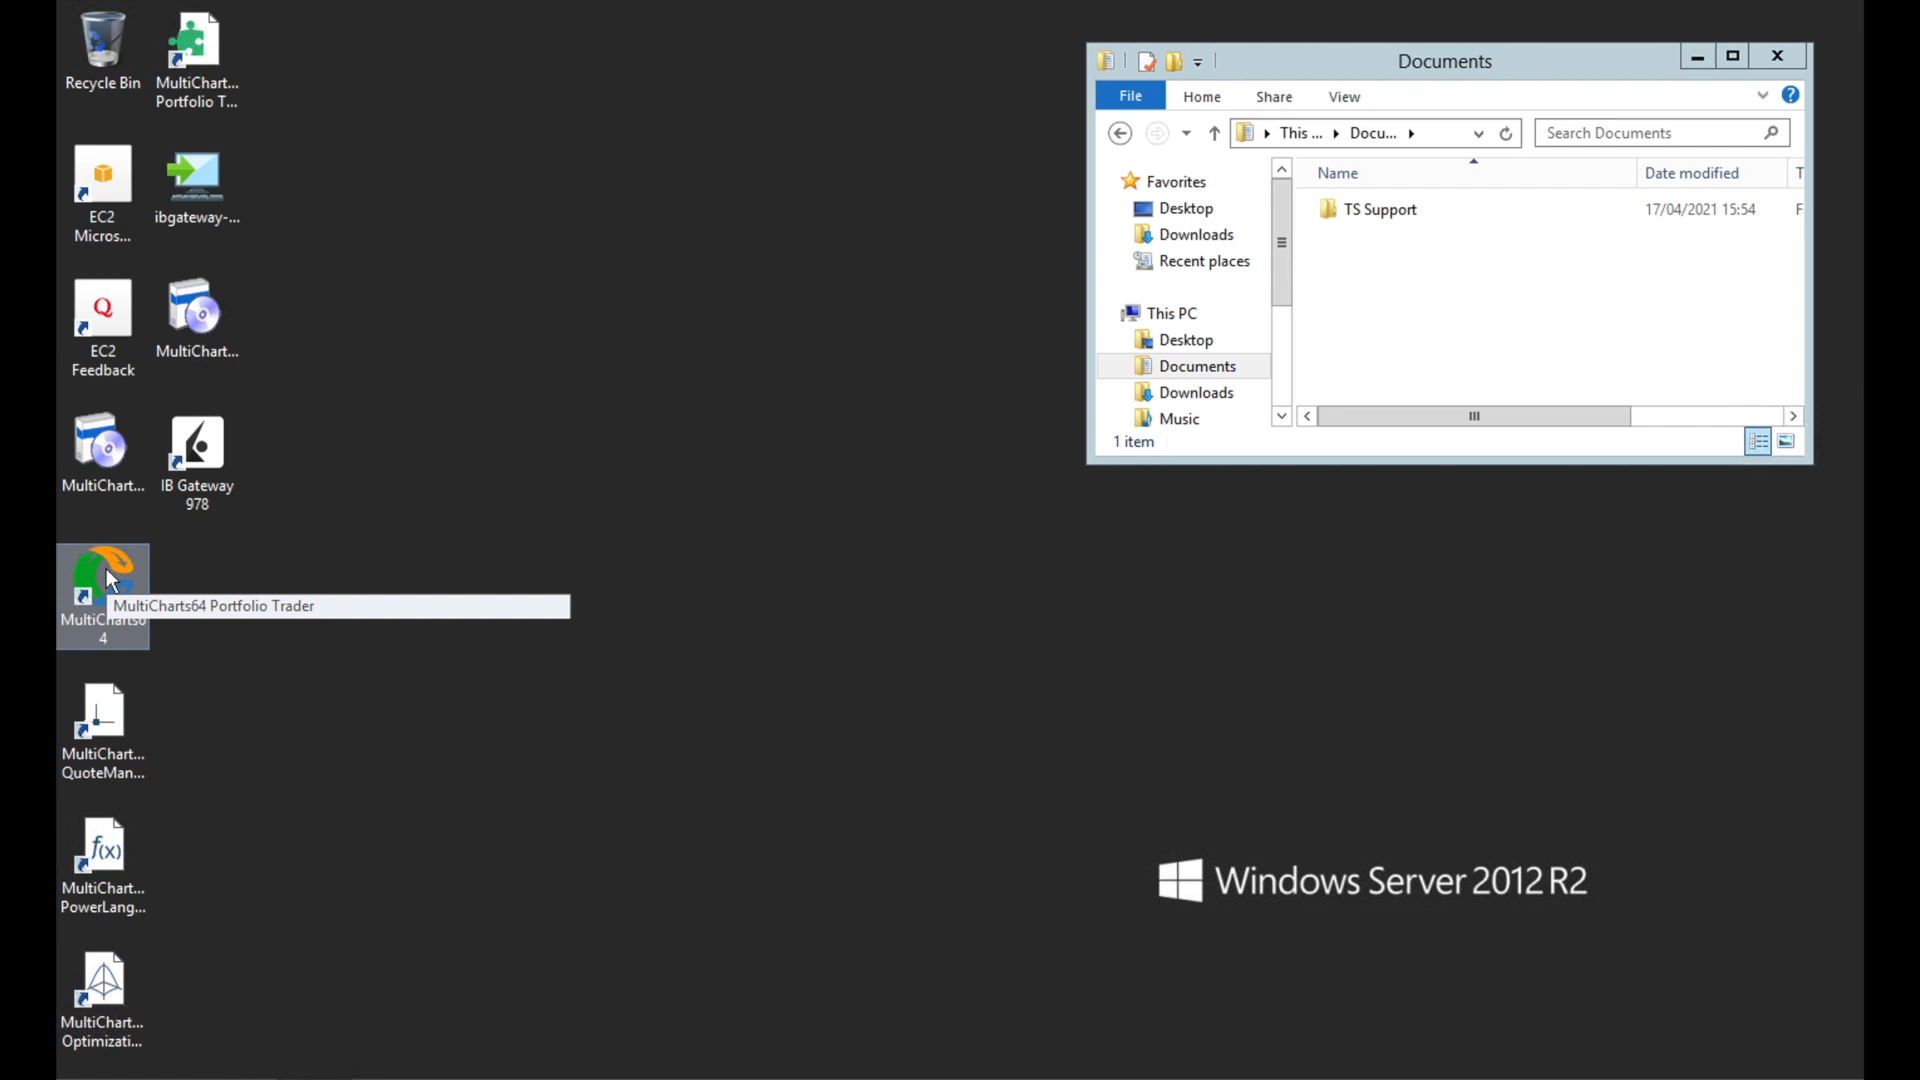 Recycle Bin
MultiChart...
Portfolio T...
EC2
Micros...
ibgateway-...
EC2
Feedback
MultiChart...
MultiChart...
IB Gateway
978
MultiCharts6
4
MultiCharts64 Portfolio Trader
MultiChart...
QuoteMan...
MultiChart...
PowerLang...
MultiChart...
Optimizati...
Documents
File
Home
Share
View
This ...
Docu...
Search Documents
Favorites
Desktop
Downloads
Recent places
This PC
Desktop
Documents
Downloads
Music
Name
Date modified
T
TS Support
17/04/2021 15:54
F
1 item
Windows Server 2012 R2